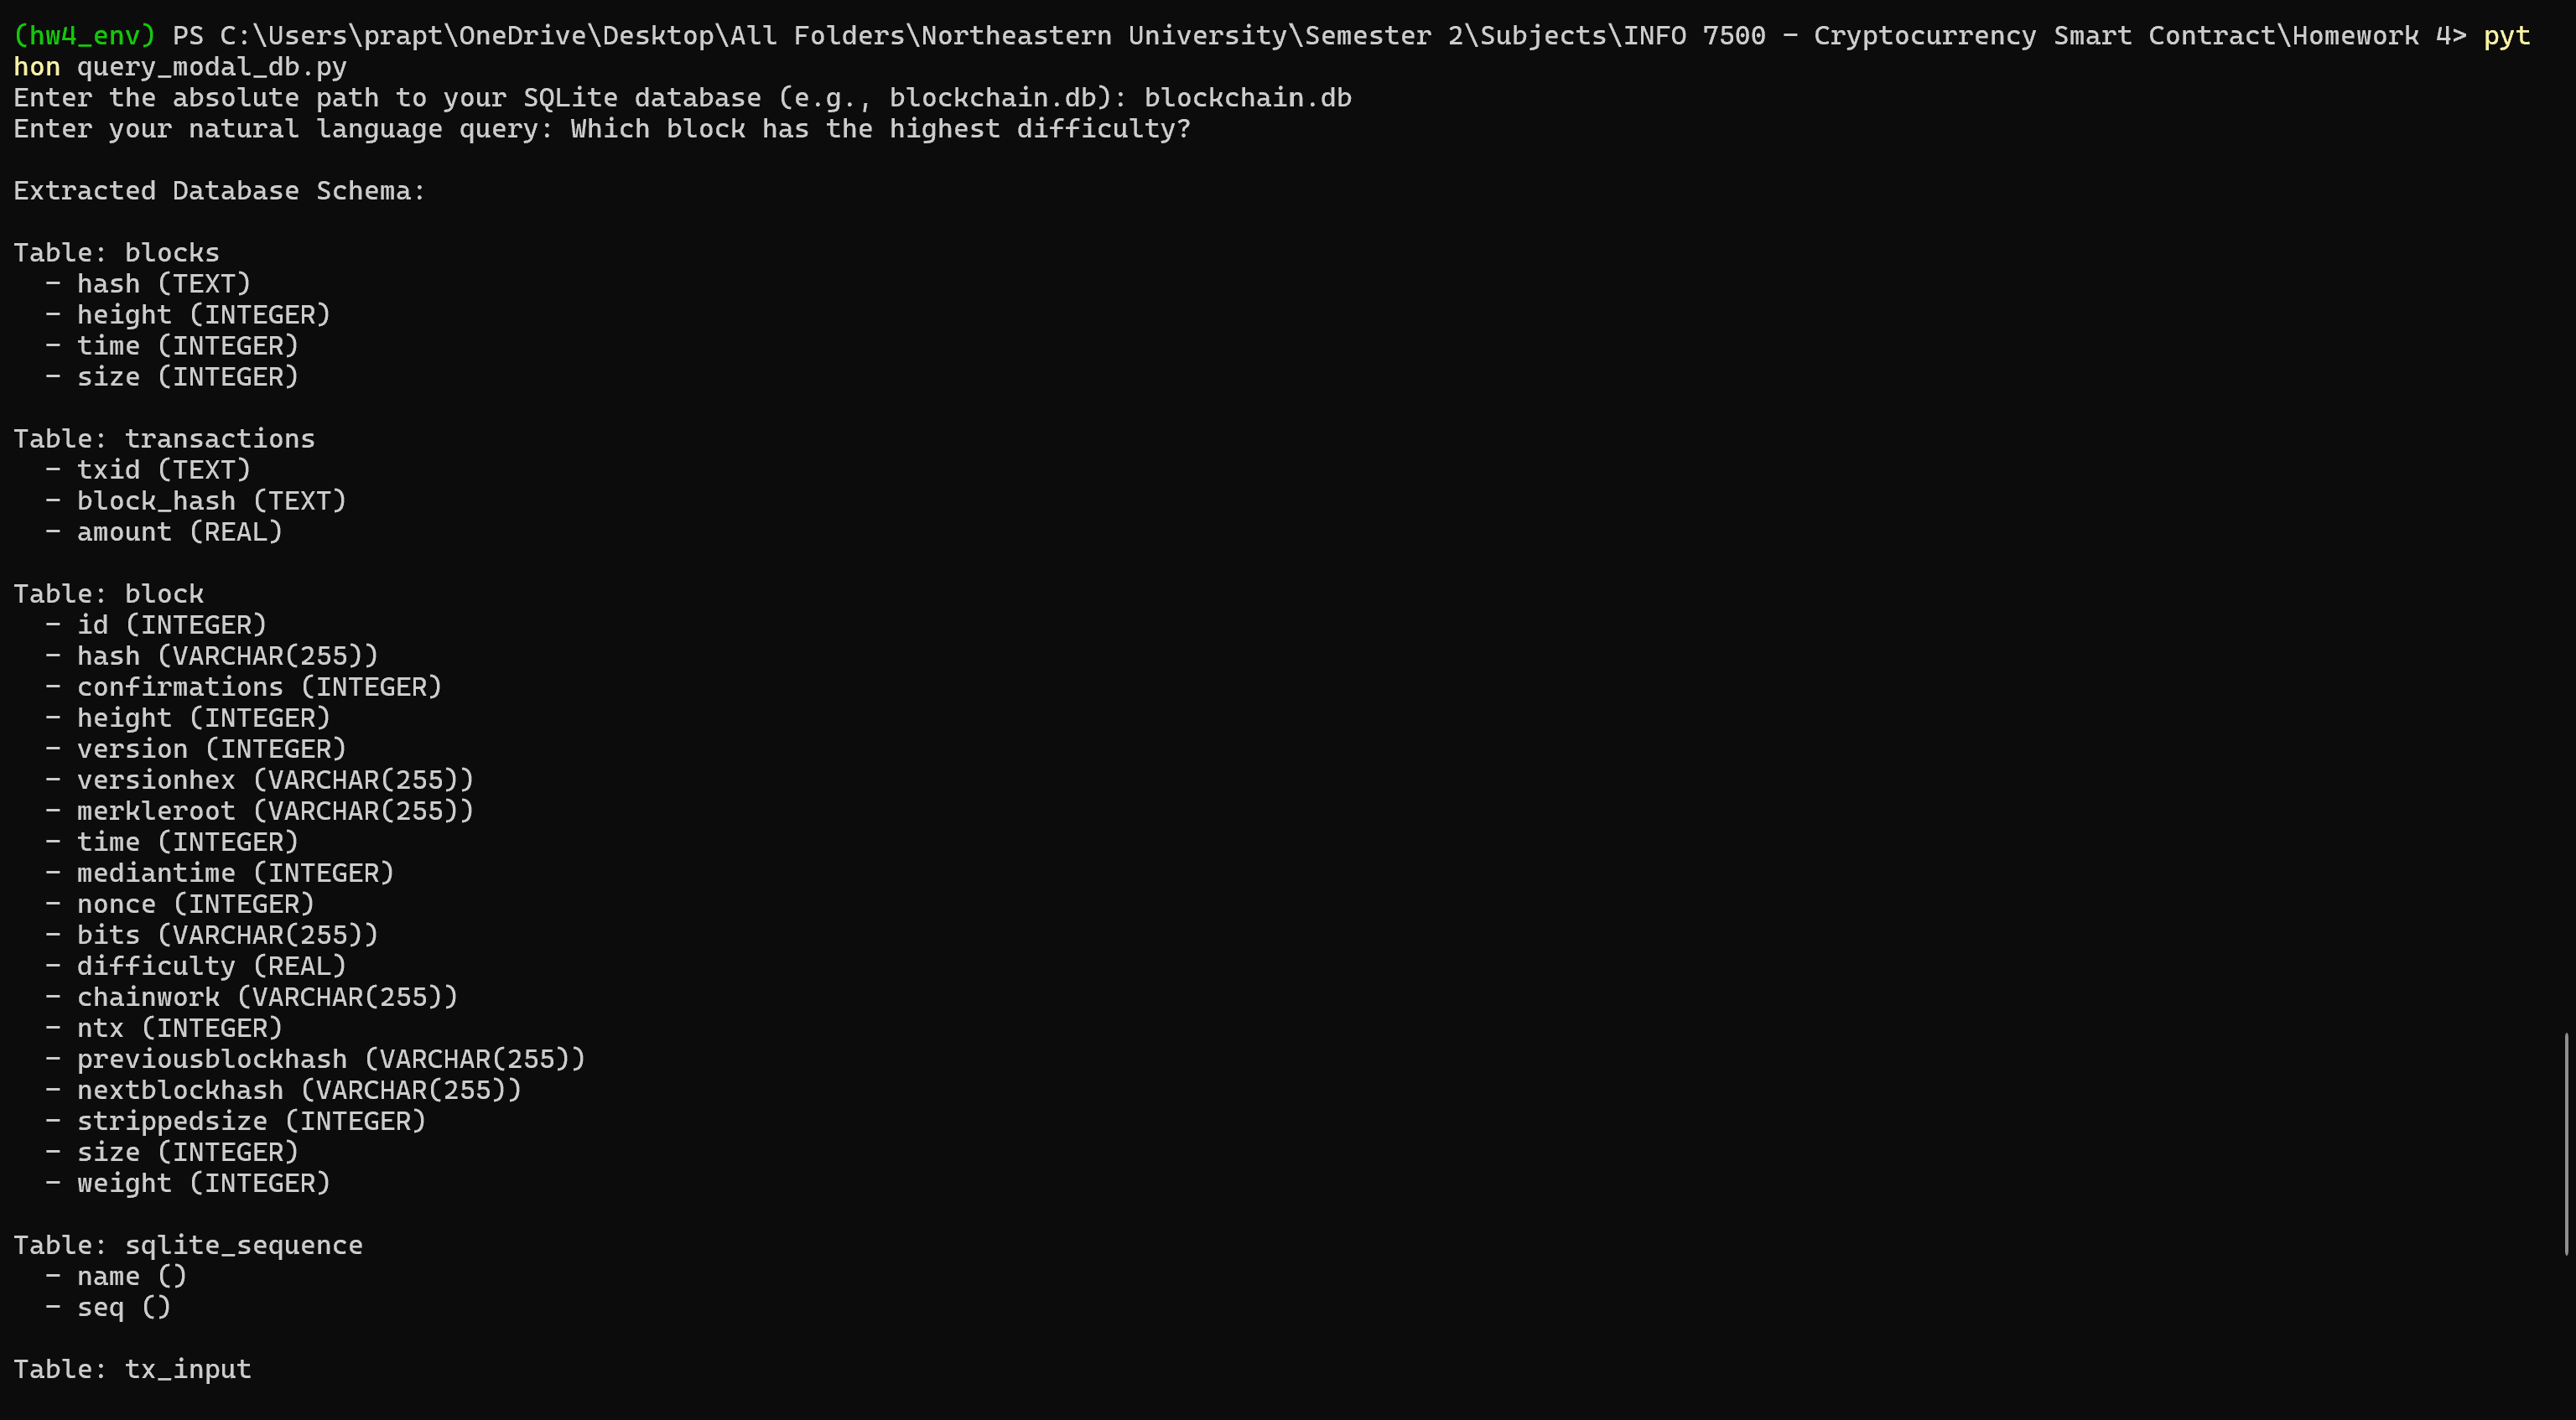 (hw4_env) PS C:\Users\prapt\OneDrive\Desktop\All Folders\Northeastern University\Semester 2\Subjects\INFO 7500 - Cryptocurrency Smart Contract\Homework 4> pyt
hon query_modal_db.py
Enter the absolute path to your SQLite database (e.g., blockchain.db): blockchain.db
Enter your natural language query: Which block has the highest difficulty?
Extracted Database Schema:
Table: blocks
- hash (TEXT)
- height (INTEGER)
- time (INTEGER)
- size (INTEGER)
Table: transactions
- txid (TEXT)
- block_hash (TEXT)
- amount (REAL)
Table: block
- id (INTEGER)
- hash (VARCHAR(255))
- confirmations (INTEGER)
- height (INTEGER)
- version (INTEGER)
- versionhex (VARCHAR(255))
- merkleroot (VARCHAR(255))
- time (INTEGER)
- mediantime (INTEGER)
- nonce (INTEGER)
- bits (VARCHAR(255))
- difficulty (REAL)
- chainwork (VARCHAR(255))
- ntx (INTEGER)
- previousblockhash (VARCHAR(255))
- nextblockhash (VARCHAR(255))
- strippedsize (INTEGER)
- size (INTEGER)
- weight (INTEGER)
Table: sqlite_sequence
- name ()
- seq ()
Table: tx_input